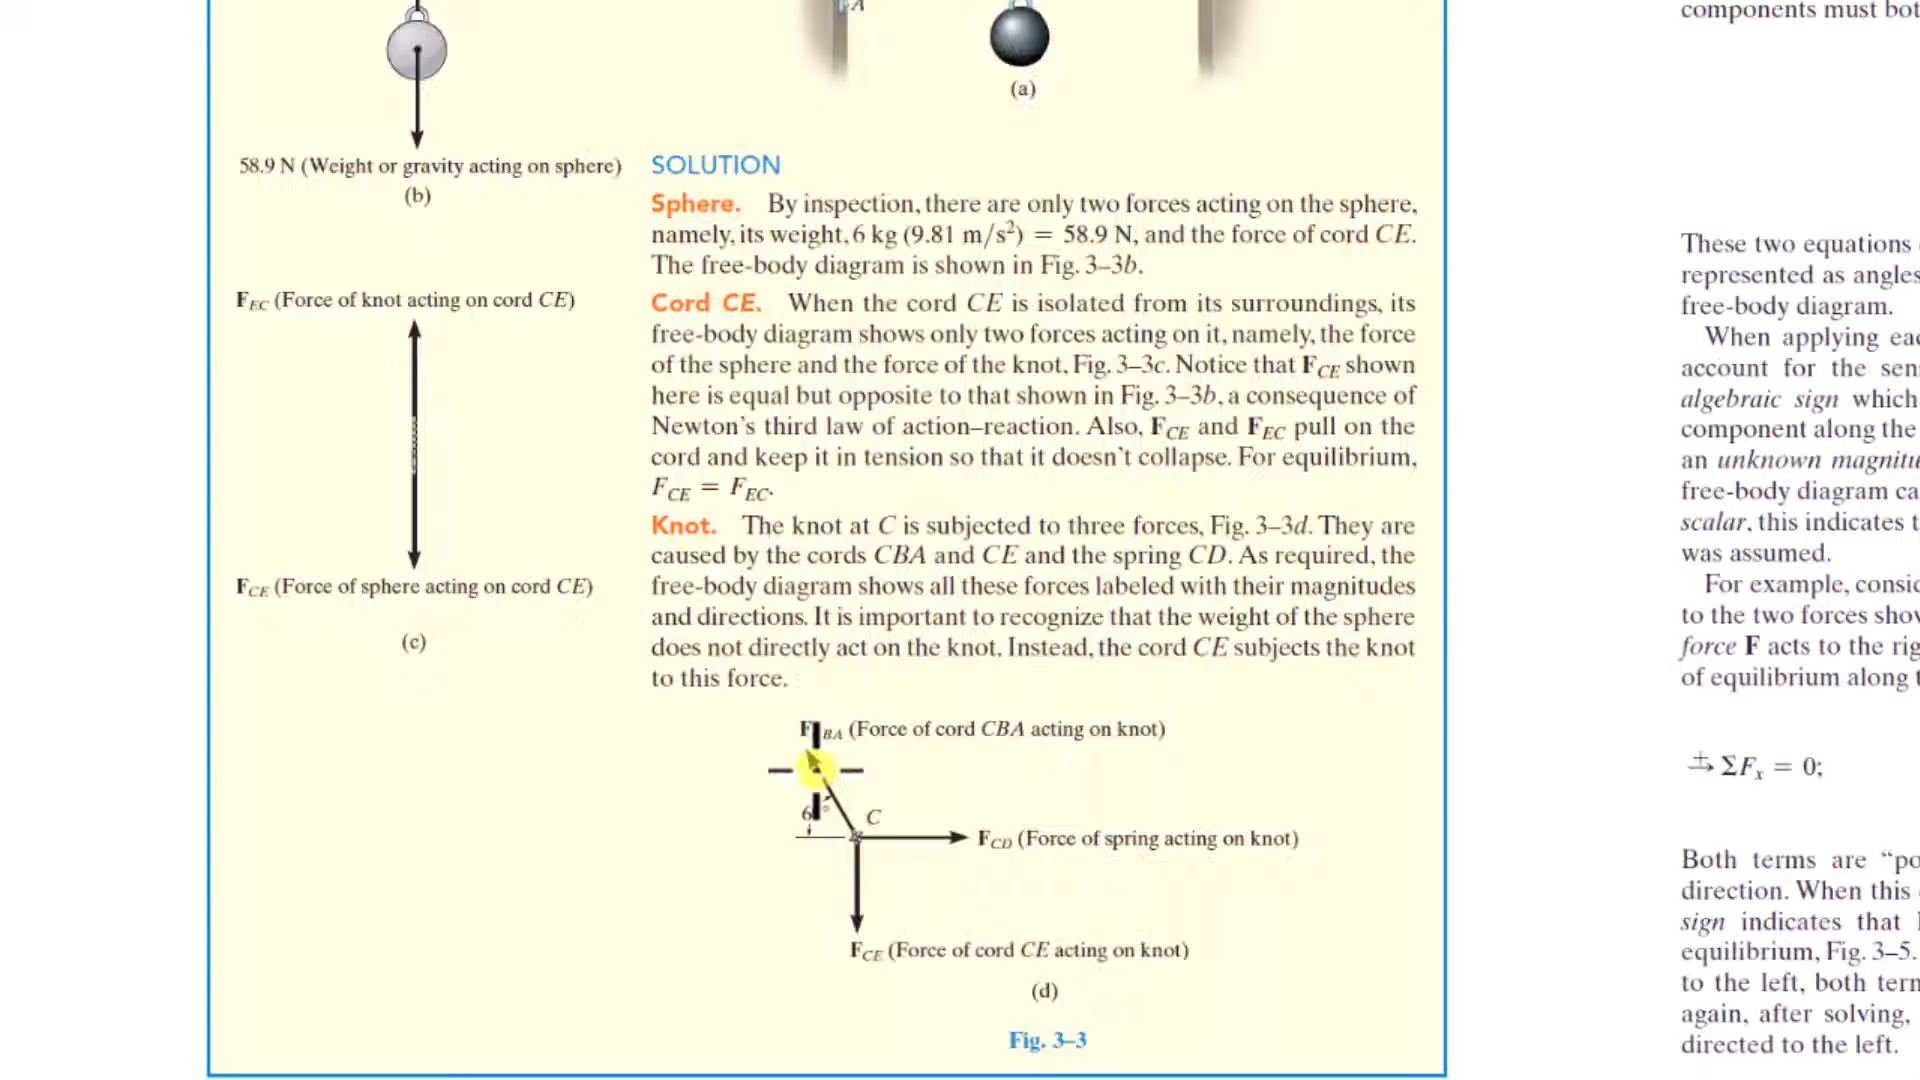 components must
A
(a)
58.9 N (Weight or gravity acting on sphere)
(b)
F_EC (Force of knot acting on cord CE)
F_CE (Force of sphere acting on cord CE)
(c)
SOLUTION
Sphere. By inspection, there are only two forces acting on the sphere,
namely, its weight, 6 kg (9.81 m/s²) = 58.9 N, and the force of cord CE.
The free-body diagram is shown in Fig. 3–3b.
Cord CE. When the cord CE is isolated from its surroundings, its
free-body diagram shows only two forces acting on it, namely, the force
of the sphere and the force of the knot, Fig. 3–3c. Notice that F_CE shown
here is equal but opposite to that shown in Fig. 3–3b, a consequence of
Newton's third law of action–reaction. Also, F_CE and F_EC pull on the
cord and keep it in tension so that it doesn't collapse. For equilibrium,
F_CE = F_EC.
Knot. The knot at C is subjected to three forces, Fig. 3–3d. They are
caused by the cords CBA and CE and the spring CD. As required, the
free-body diagram shows all these forces labeled with their magnitudes
and directions. It is important to recognize that the weight of the sphere
does not directly act on the knot. Instead, the cord CE subjects the knot
to this force.
(Force of cord CBA acting on knot)
C
F_CD (Force of spring acting on knot)
F_CE (Force of cord CE acting on knot)
(d)
Fig. 3–3
These two equations
represented as angles
free-body diagram.
When applying
account for the
algebraic sign which
component along the
an unknown
free-body diagram
scalar, this indicates
was assumed.
For example,
to the two forces
force F acts to the
of equilibrium along
ΣF_x = 0;
Both terms are
direction. When this
sign indicates that
equilibrium, Fig. 3–5.
to the left, both
again, after solving,
directed to the left.